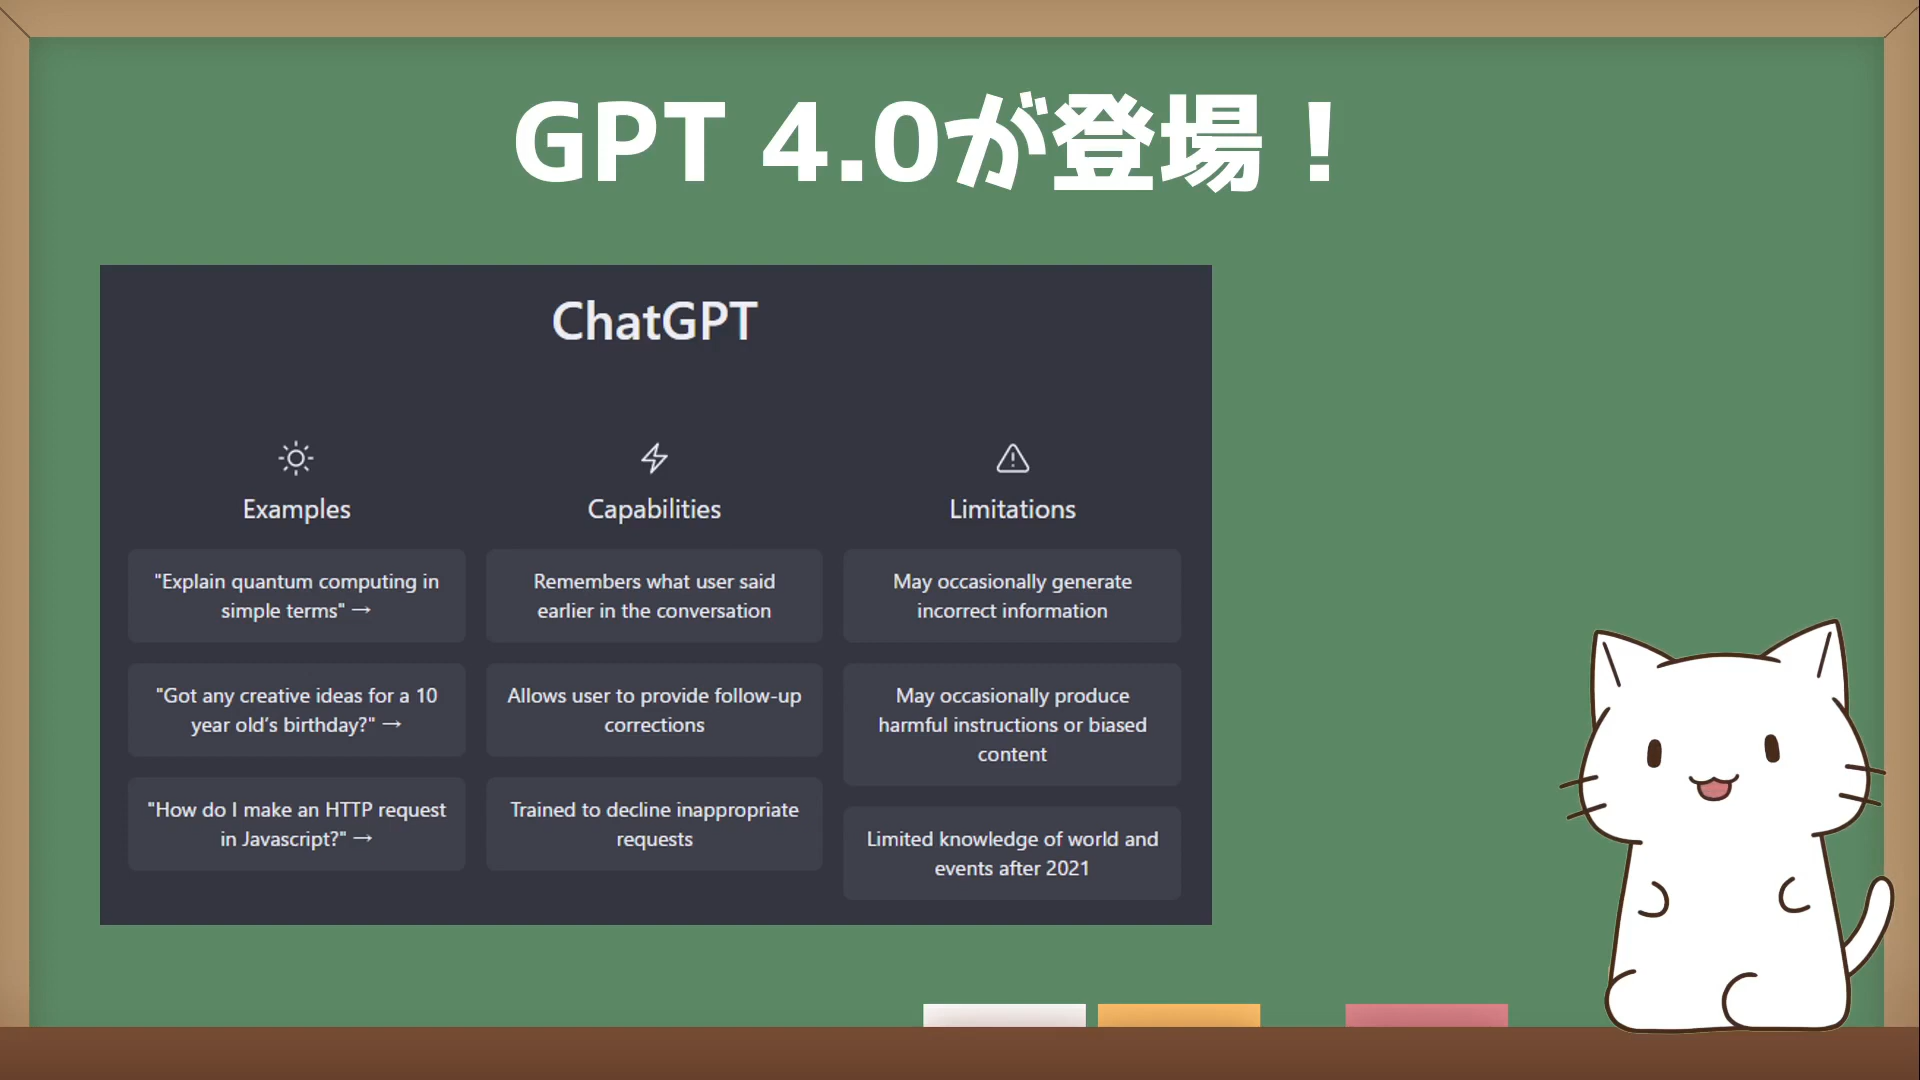 GPT 4.0が登場！
ChatGPT
Examples
"Explain quantum computing in
simple terms" →
"Got any creative ideas for a 10
year old's birthday?" →
"How do I make an HTTP request
in Javascript?" →
Capabilities
Remembers what user said
earlier in the conversation
Allows user to provide follow-up
corrections
Trained to decline inappropriate
requests
Limitations
May occasionally generate
incorrect information
May occasionally produce
harmful instructions or biased
content
Limited knowledge of world and
events after 2021